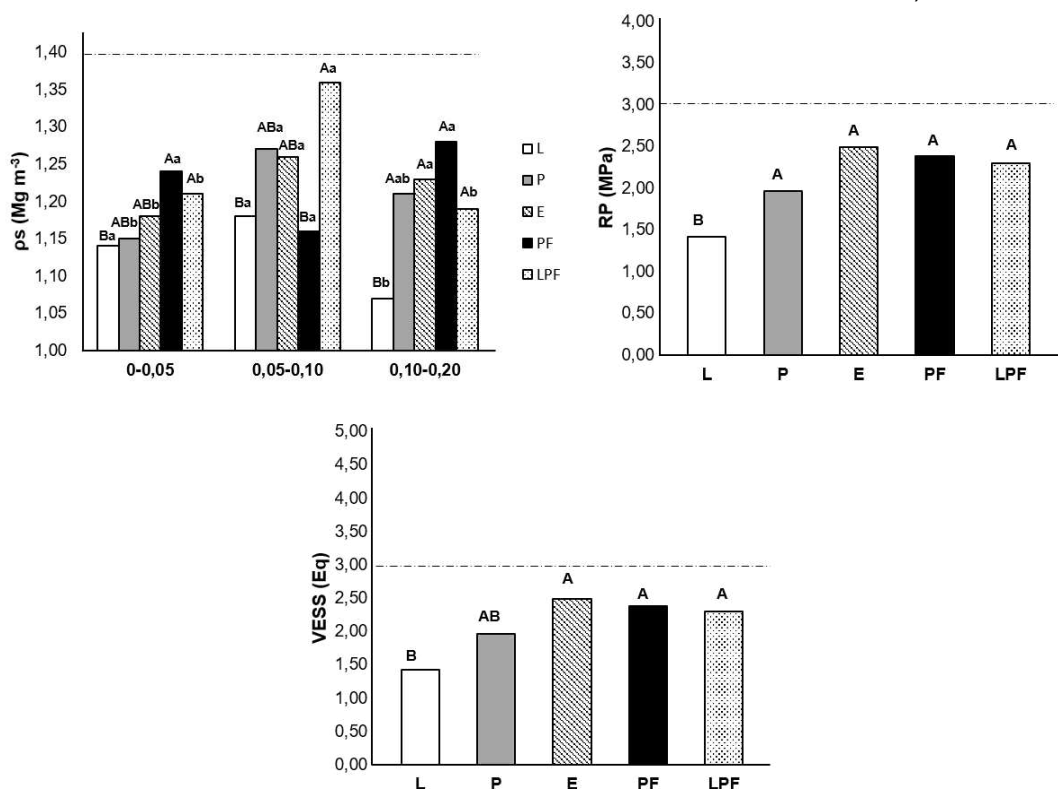 1,40
1,35
1,30
1,25
1,20
1,15
1,10
1,05
1,00
ρs (Mg m⁻³)
Ba
ABb
ABb
Aa
Ab
Ba
ABa
ABa
Ba
Aa
Bb
Aab
Aa
Aa
Ab
0-0,05 0,05-0,10 0,10-0,20
L
P
E
PF
LPF
4,00
3,50
3,00
2,50
2,00
1,50
1,00
0,50
0,00
RP (MPa)
B A A A A
L P E PF LPF
5,00
4,50
4,00
3,50
3,00
2,50
2,00
1,50
1,00
0,50
0,00
VESS (Eq)
B AB A A A
L P E PF LPF